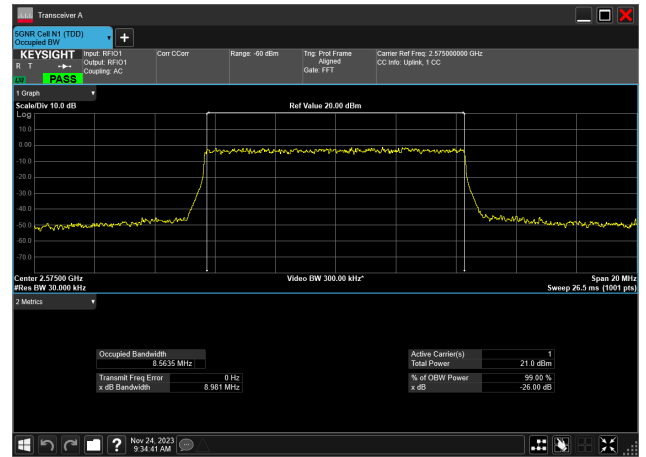 Transceiver A
5GNR Cell N1 (TDD)
Occupied BW
+
KEYSIGHT
R T
LXI
PASS
Input: RFIO1
Output: RFIO1
Coupling: AC
Corr CCorr
Range: -60 dBm
Trig: Prot Frame
Aligned
Gate: FFT
Carrier Ref Freq: 2.575000000 GHz
CC Info: Uplink, 1 CC
1 Graph
Scale/Div 10.0 dB
Ref Value 20.00 dBm
Log
10.0
0.00
-10.0
-20.0
-30.0
-40.0
-50.0
-60.0
-70.0
Center 2.57500 GHz
Video BW 300.00 kHz*
Span 20 MHz
#Res BW 30.000 kHz
Sweep 26.5 ms (1001 pts)
2 Metrics
Occupied Bandwidth
8.5635 MHz
Transmit Freq Error 0 Hz
x dB Bandwidth 8.981 MHz
Active Carrier(s) 1
Total Power 21.0 dBm
% of OBW Power 99.00 %
x dB -26.00 dB
?
Nov 24, 2023
9:34:41 AM